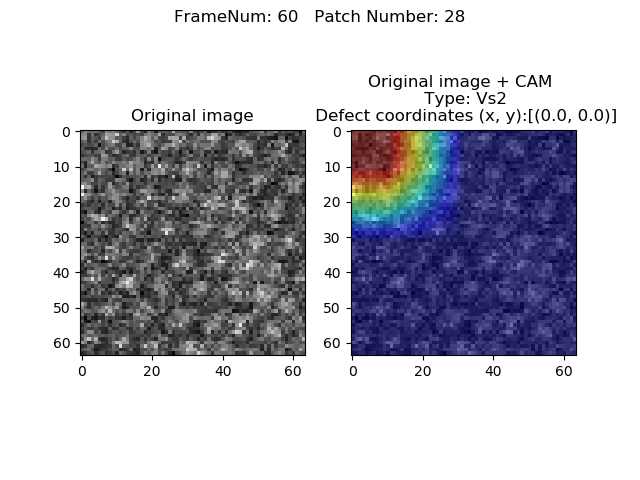 FrameNum: 60   Patch Number: 28
Original image
Original image + CAM
Type: Vs2
Defect coordinates (x, y):[(0.0, 0.0)]
0
10
20
30
40
50
60
0 20 40 60
0
10
20
30
40
50
60
0 20 40 60